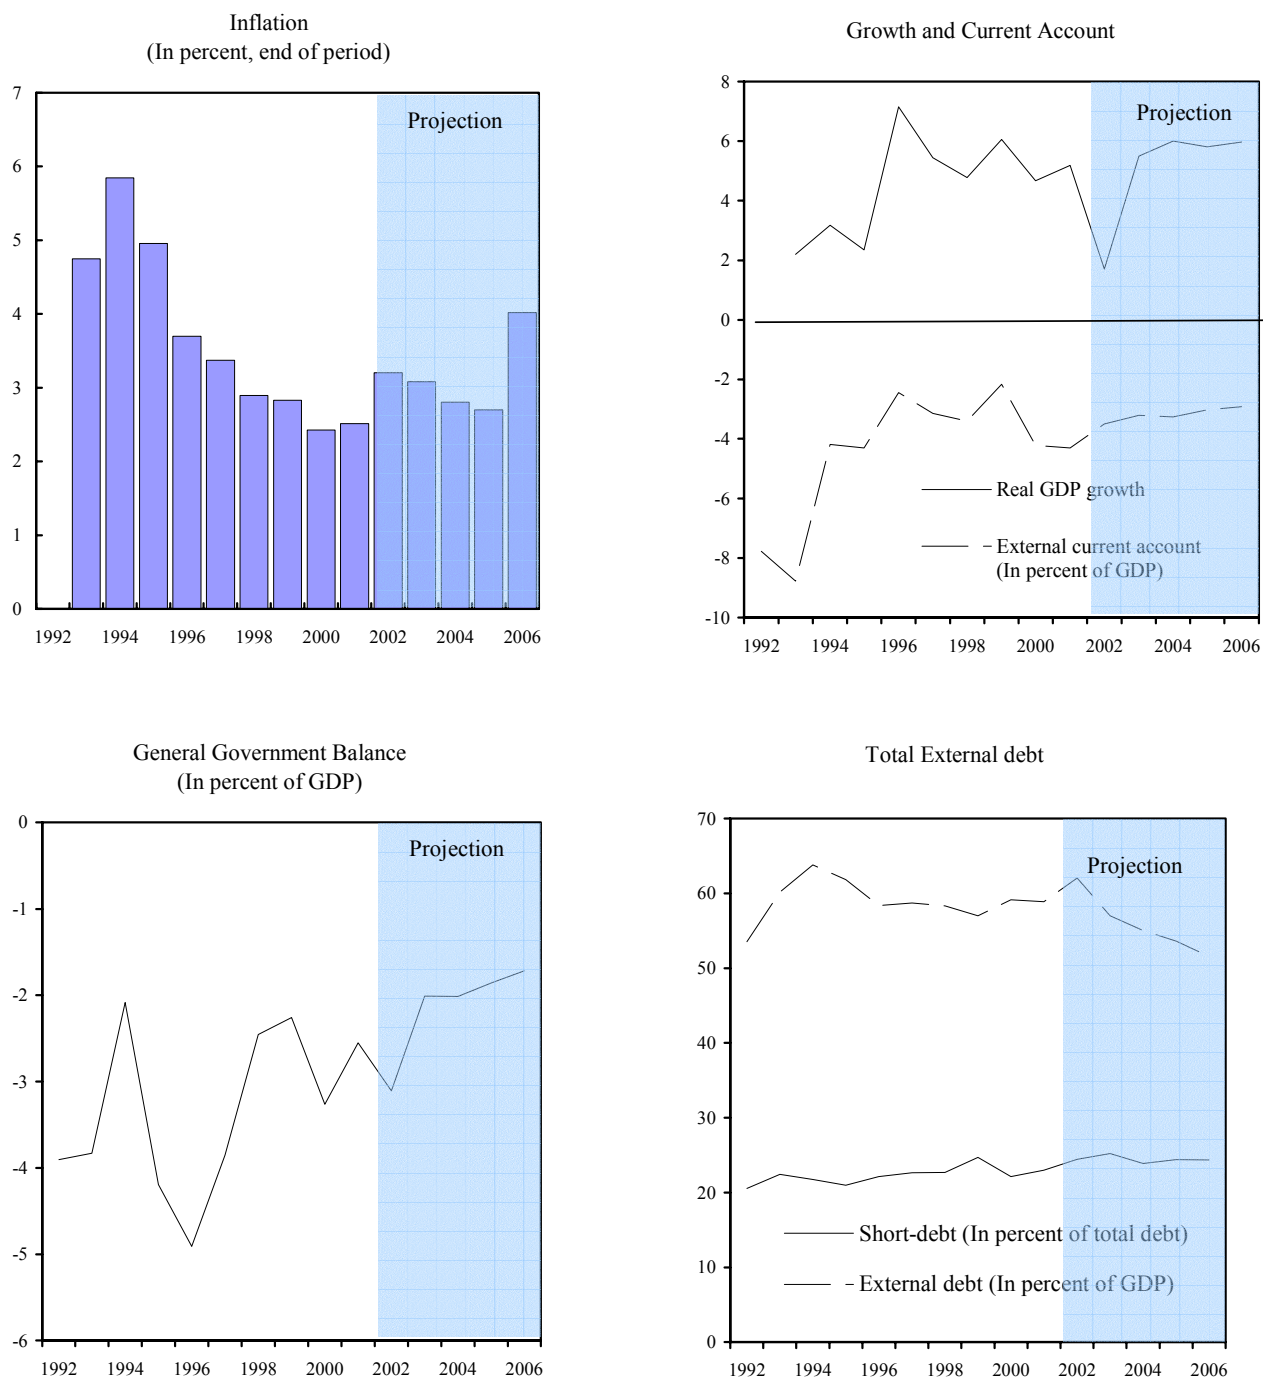 Inflation
(In percent, end of period)
7
6
5
4
3
2
1
0
Projection
1992 1994 1996 1998 2000 2002 2004 2006
Growth and Current Account
8
6
4
2
0
-2
-4
-6
-8
-10
Projection
Real GDP growth
External current account
(In percent of GDP)
1992 1994 1996 1998 2000 2002 2004 2006
General Government Balance
(In percent of GDP)
0
-1
-2
-3
-4
-5
-6
Projection
1992 1994 1996 1998 2000 2002 2004 2006
Total External debt
70
60
50
40
30
20
10
0
Projection
Short-debt (In percent of total debt)
External debt (In percent of GDP)
1992 1994 1996 1998 2000 2002 2004 2006